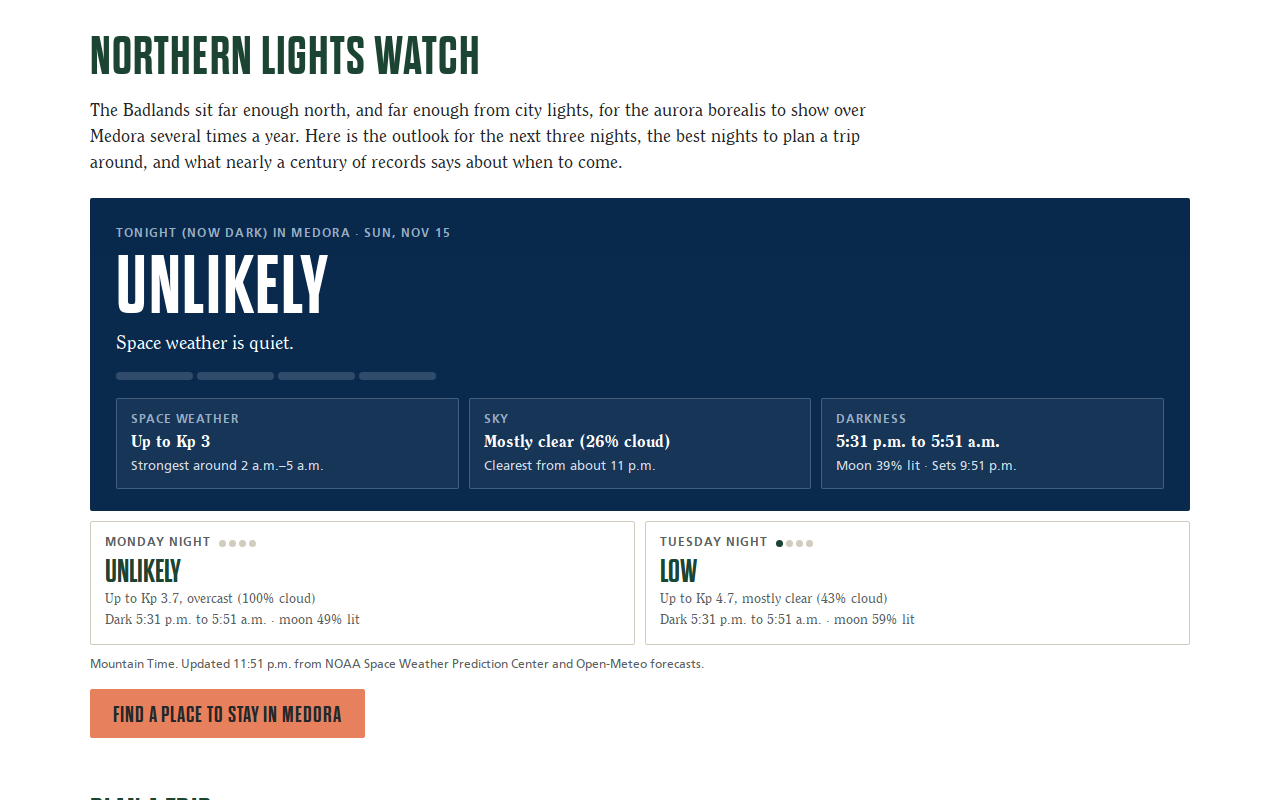 NORTHERN LIGHTS WATCH
The Badlands sit far enough north, and far enough from city lights, for the aurora borealis to show over
Medora several times a year. Here is the outlook for the next three nights, the best nights to plan a trip
around, and what nearly a century of records says about when to come.
TONIGHT (NOW DARK) IN MEDORA · SUN, NOV 15
UNLIKELY
Space weather is quiet.
SPACE WEATHER
Up to Kp 3
Strongest around 2 a.m.–5 a.m.
SKY
Mostly clear (26% cloud)
Clearest from about 11 p.m.
DARKNESS
5:31 p.m. to 5:51 a.m.
Moon 39% lit · Sets 9:51 p.m.
MONDAY NIGHT
UNLIKELY
Up to Kp 3.7, overcast (100% cloud)
Dark 5:31 p.m. to 5:51 a.m. · moon 49% lit
TUESDAY NIGHT
LOW
Up to Kp 4.7, mostly clear (43% cloud)
Dark 5:31 p.m. to 5:51 a.m. · moon 59% lit
Mountain Time. Updated 11:51 p.m. from NOAA Space Weather Prediction Center and Open-Meteo forecasts.
FIND A PLACE TO STAY IN MEDORA
PLAN A TRIP